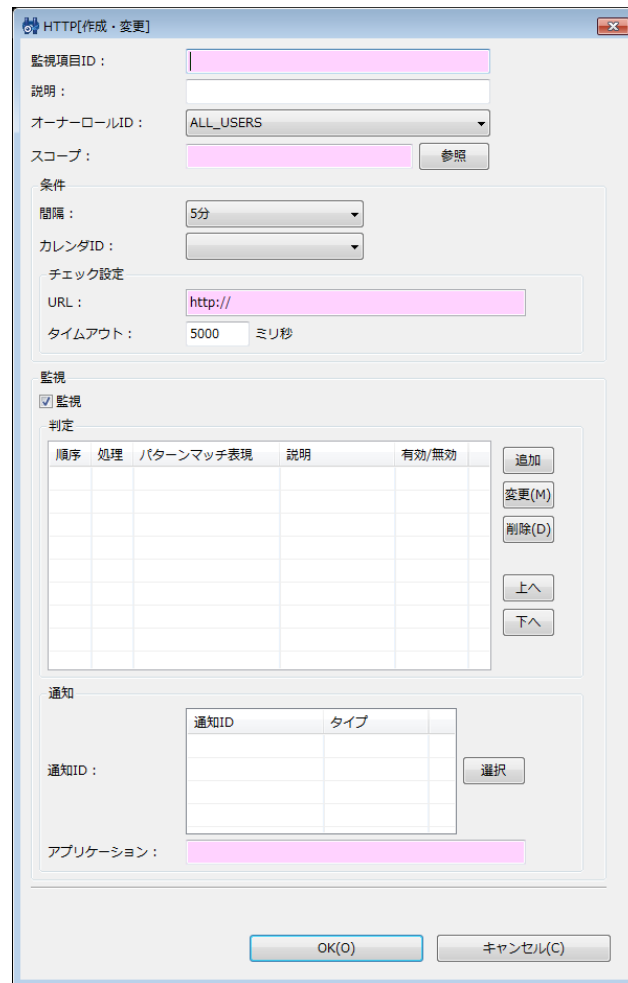 HTTP[作成・変更]
監視項目ID：
説明：
オーナーロールID： ALL_USERS
スコープ： 参照
条件
間隔： 5分
カレンダID：
チェック設定
URL： http://
タイムアウト： 5000 ミリ秒
監視
監視
判定
順序 処理 パターンマッチ表現 説明 有効/無効
追加
変更(M)
削除(D)
上へ
下へ
通知
通知ID タイプ
通知ID： 選択
アプリケーション：
OK(O) キャンセル(C)